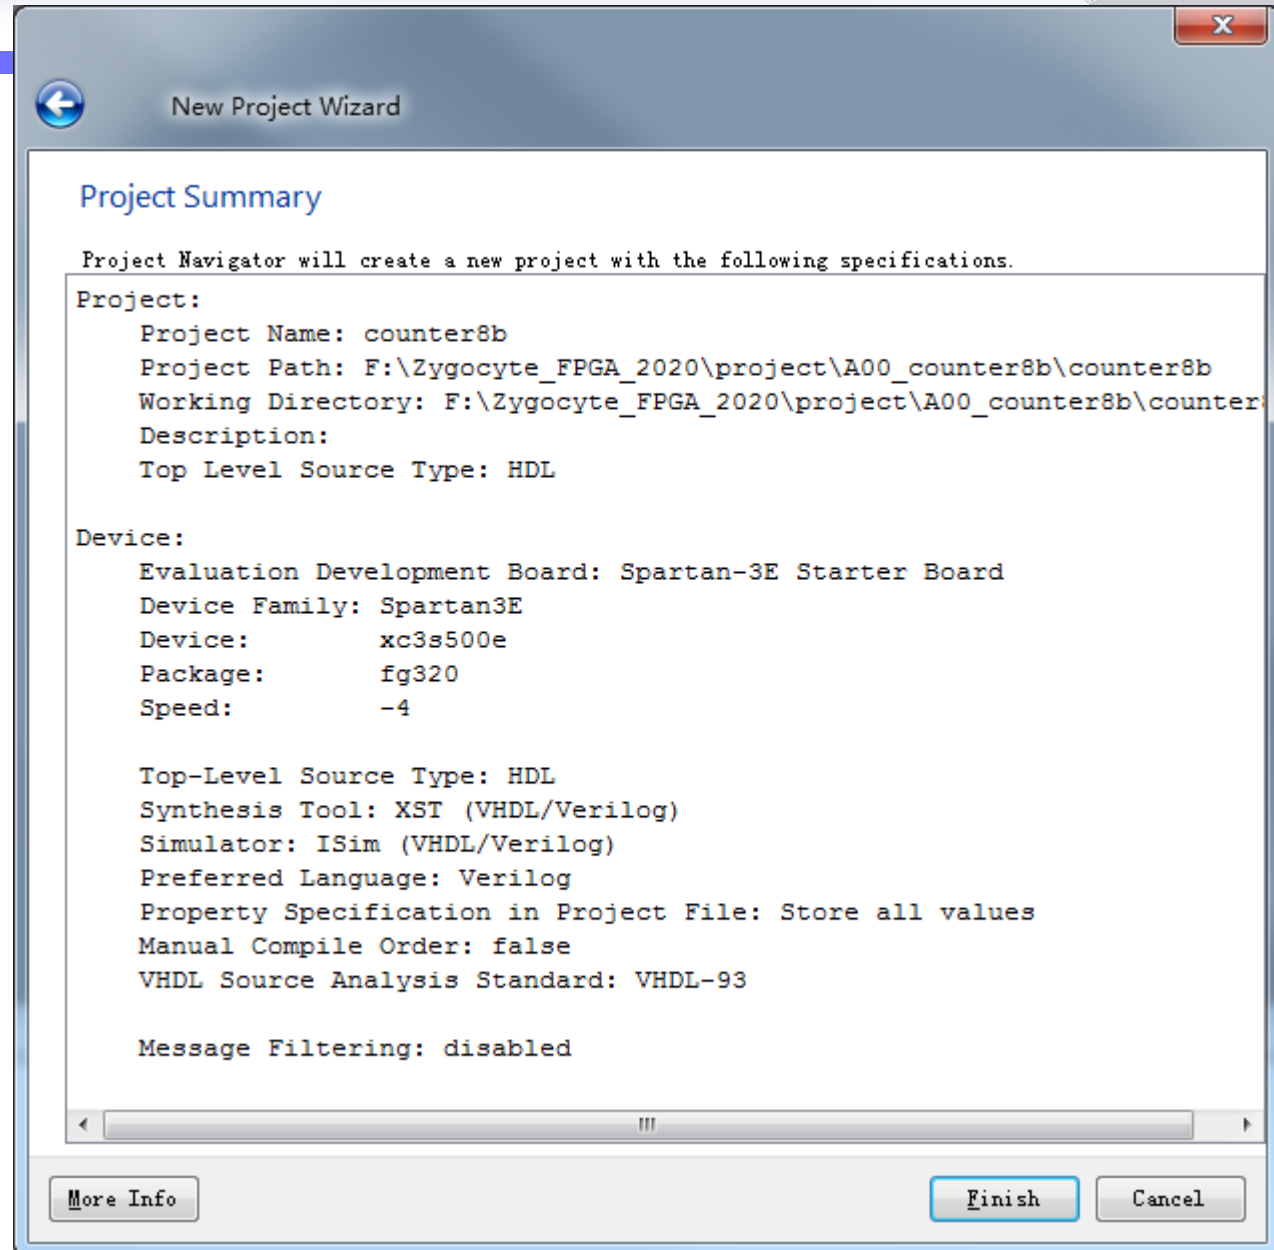 New Project Wizard
Project Summary
Project Navigator will create a new project with the following specifications.
Project:
Project Name: counter8b
Project Path: F:\Zygocyte_FPGA_2020\project\A00_counter8b\counter8b
Working Directory: F:\Zygocyte_FPGA_2020\project\A00_counter8b\counter
Description:
Top Level Source Type: HDL
Device:
Evaluation Development Board: Spartan-3E Starter Board
Device Family: Spartan3E
Device: xc3s500e
Package: fg320
Speed: -4
Top-Level Source Type: HDL
Synthesis Tool: XST (VHDL/Verilog)
Simulator: ISim (VHDL/Verilog)
Preferred Language: Verilog
Property Specification in Project File: Store all values
Manual Compile Order: false
VHDL Source Analysis Standard: VHDL-93
Message Filtering: disabled
More Info
Finish
Cancel